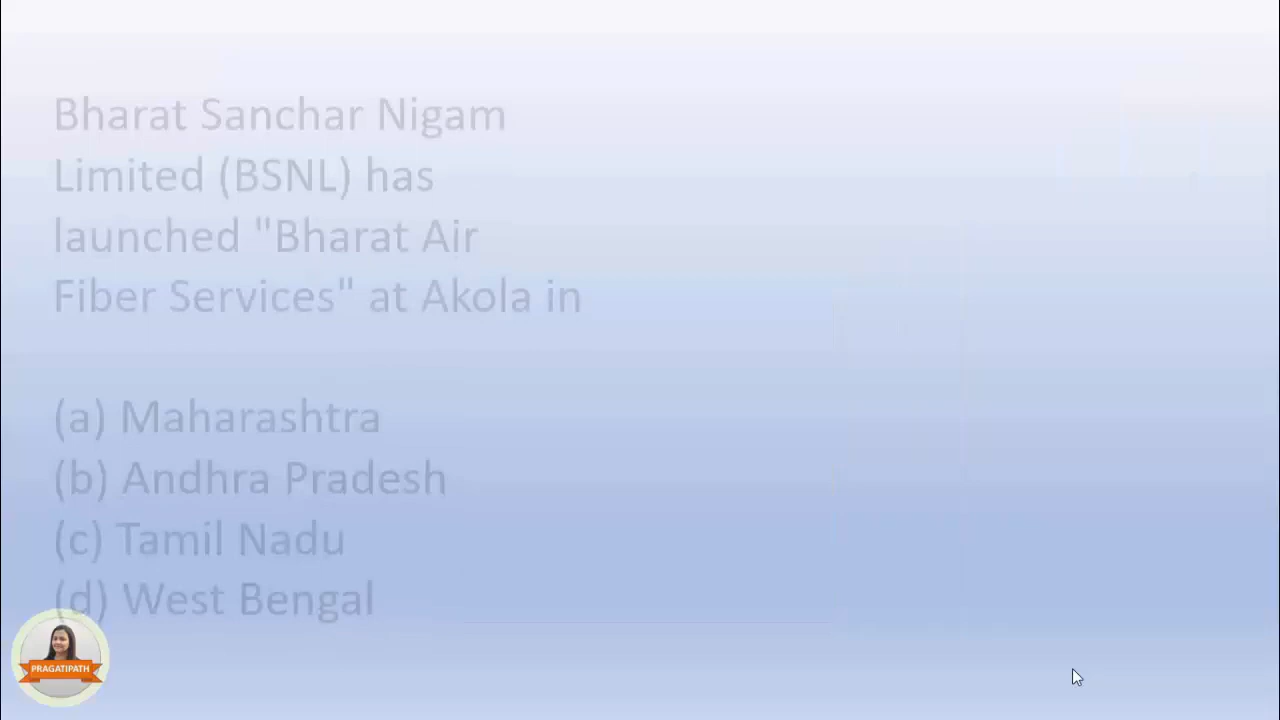 Bharat Sanchar Nigam
Limited (BSNL) has
launched "Bharat Air
Fiber Services" at Akola in
(a) Maharashtra
(b) Andhra Pradesh
(c) Tamil Nadu
(d) West Bengal
PRAGATIPATH